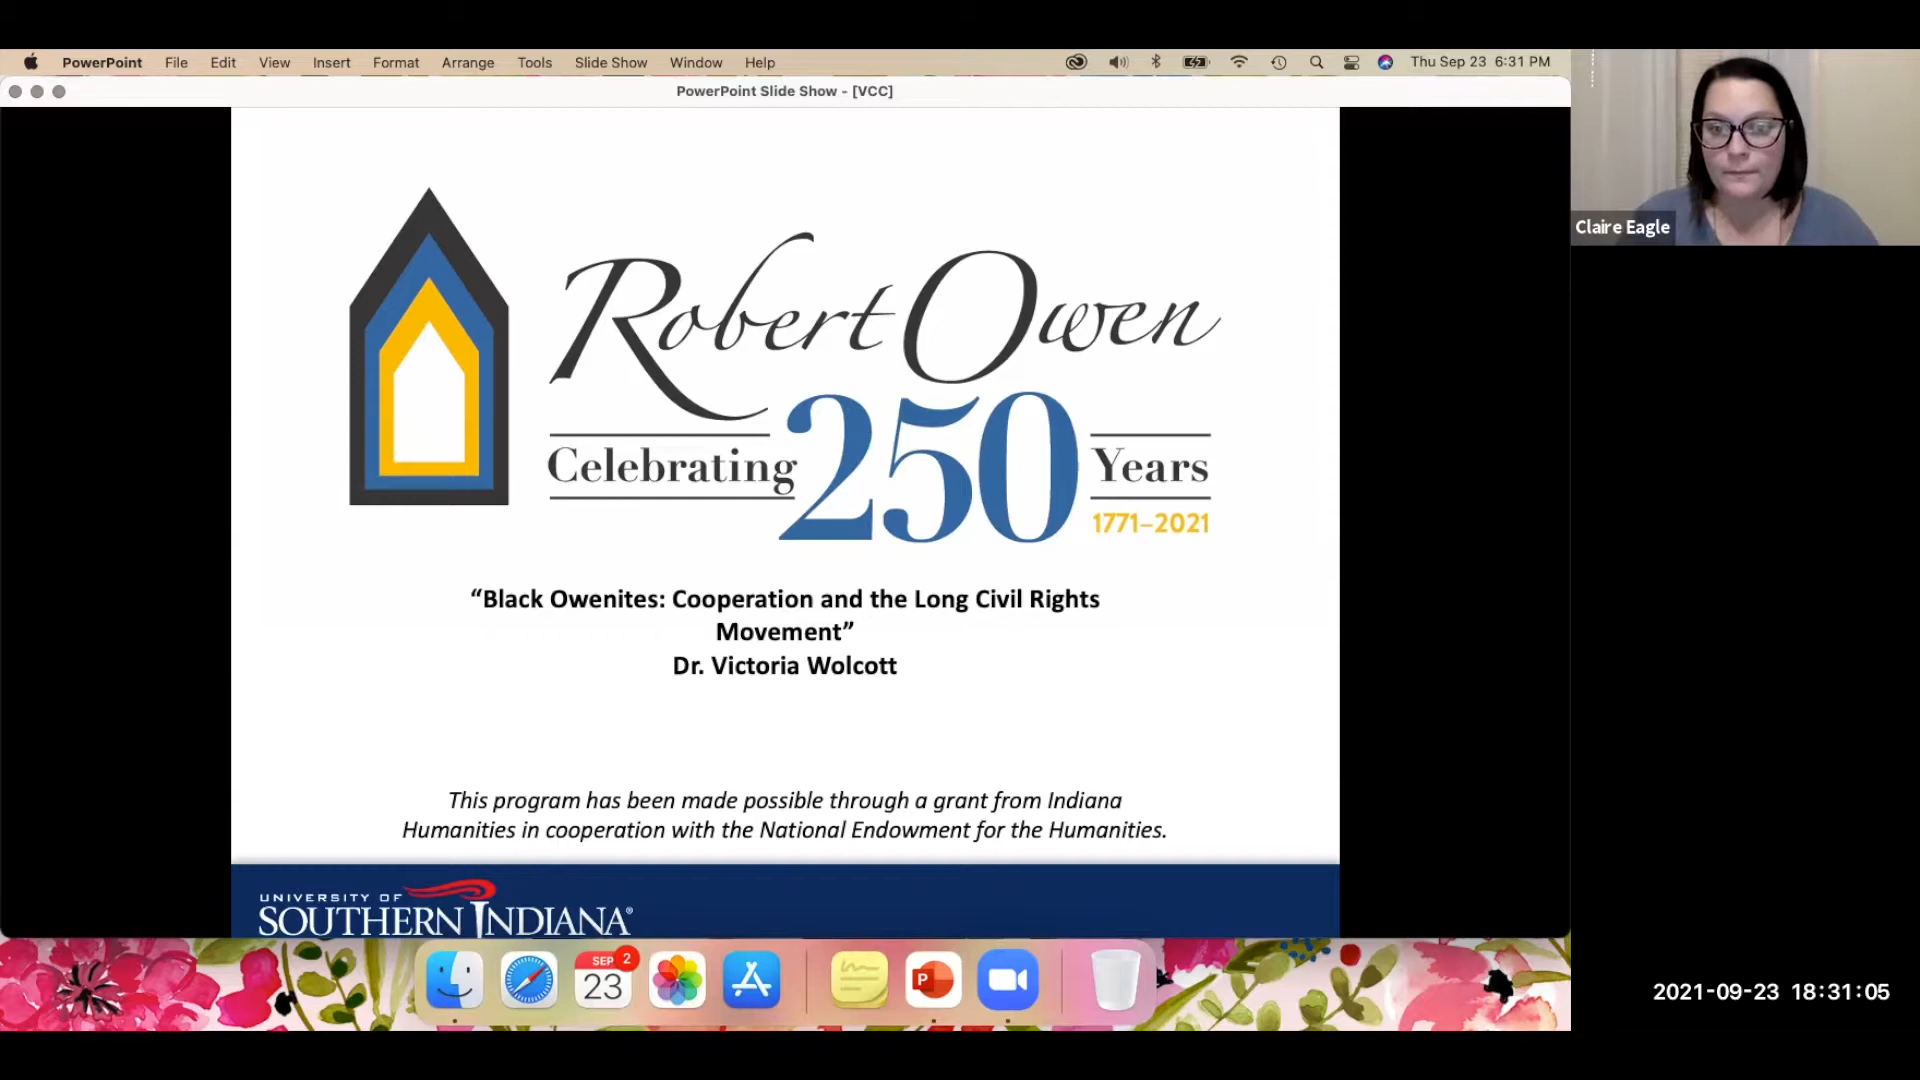 PowerPoint File Edit View Insert Format Arrange Tools Slide Show Window Help Thu Sep 23 6:31 PM
PowerPoint Slide Show - [VCC]
Claire Eagle
Robert Owen
Celebrating 250 Years
1771–2021
“Black Owenites: Cooperation and the Long Civil Rights
Movement”
Dr. Victoria Wolcott
This program has been made possible through a grant from Indiana
Humanities in cooperation with the National Endowment for the Humanities.
UNIVERSITY OF
SOUTHERN INDIANA®
SEP 2
23
P
2021-09-23 18:31:05